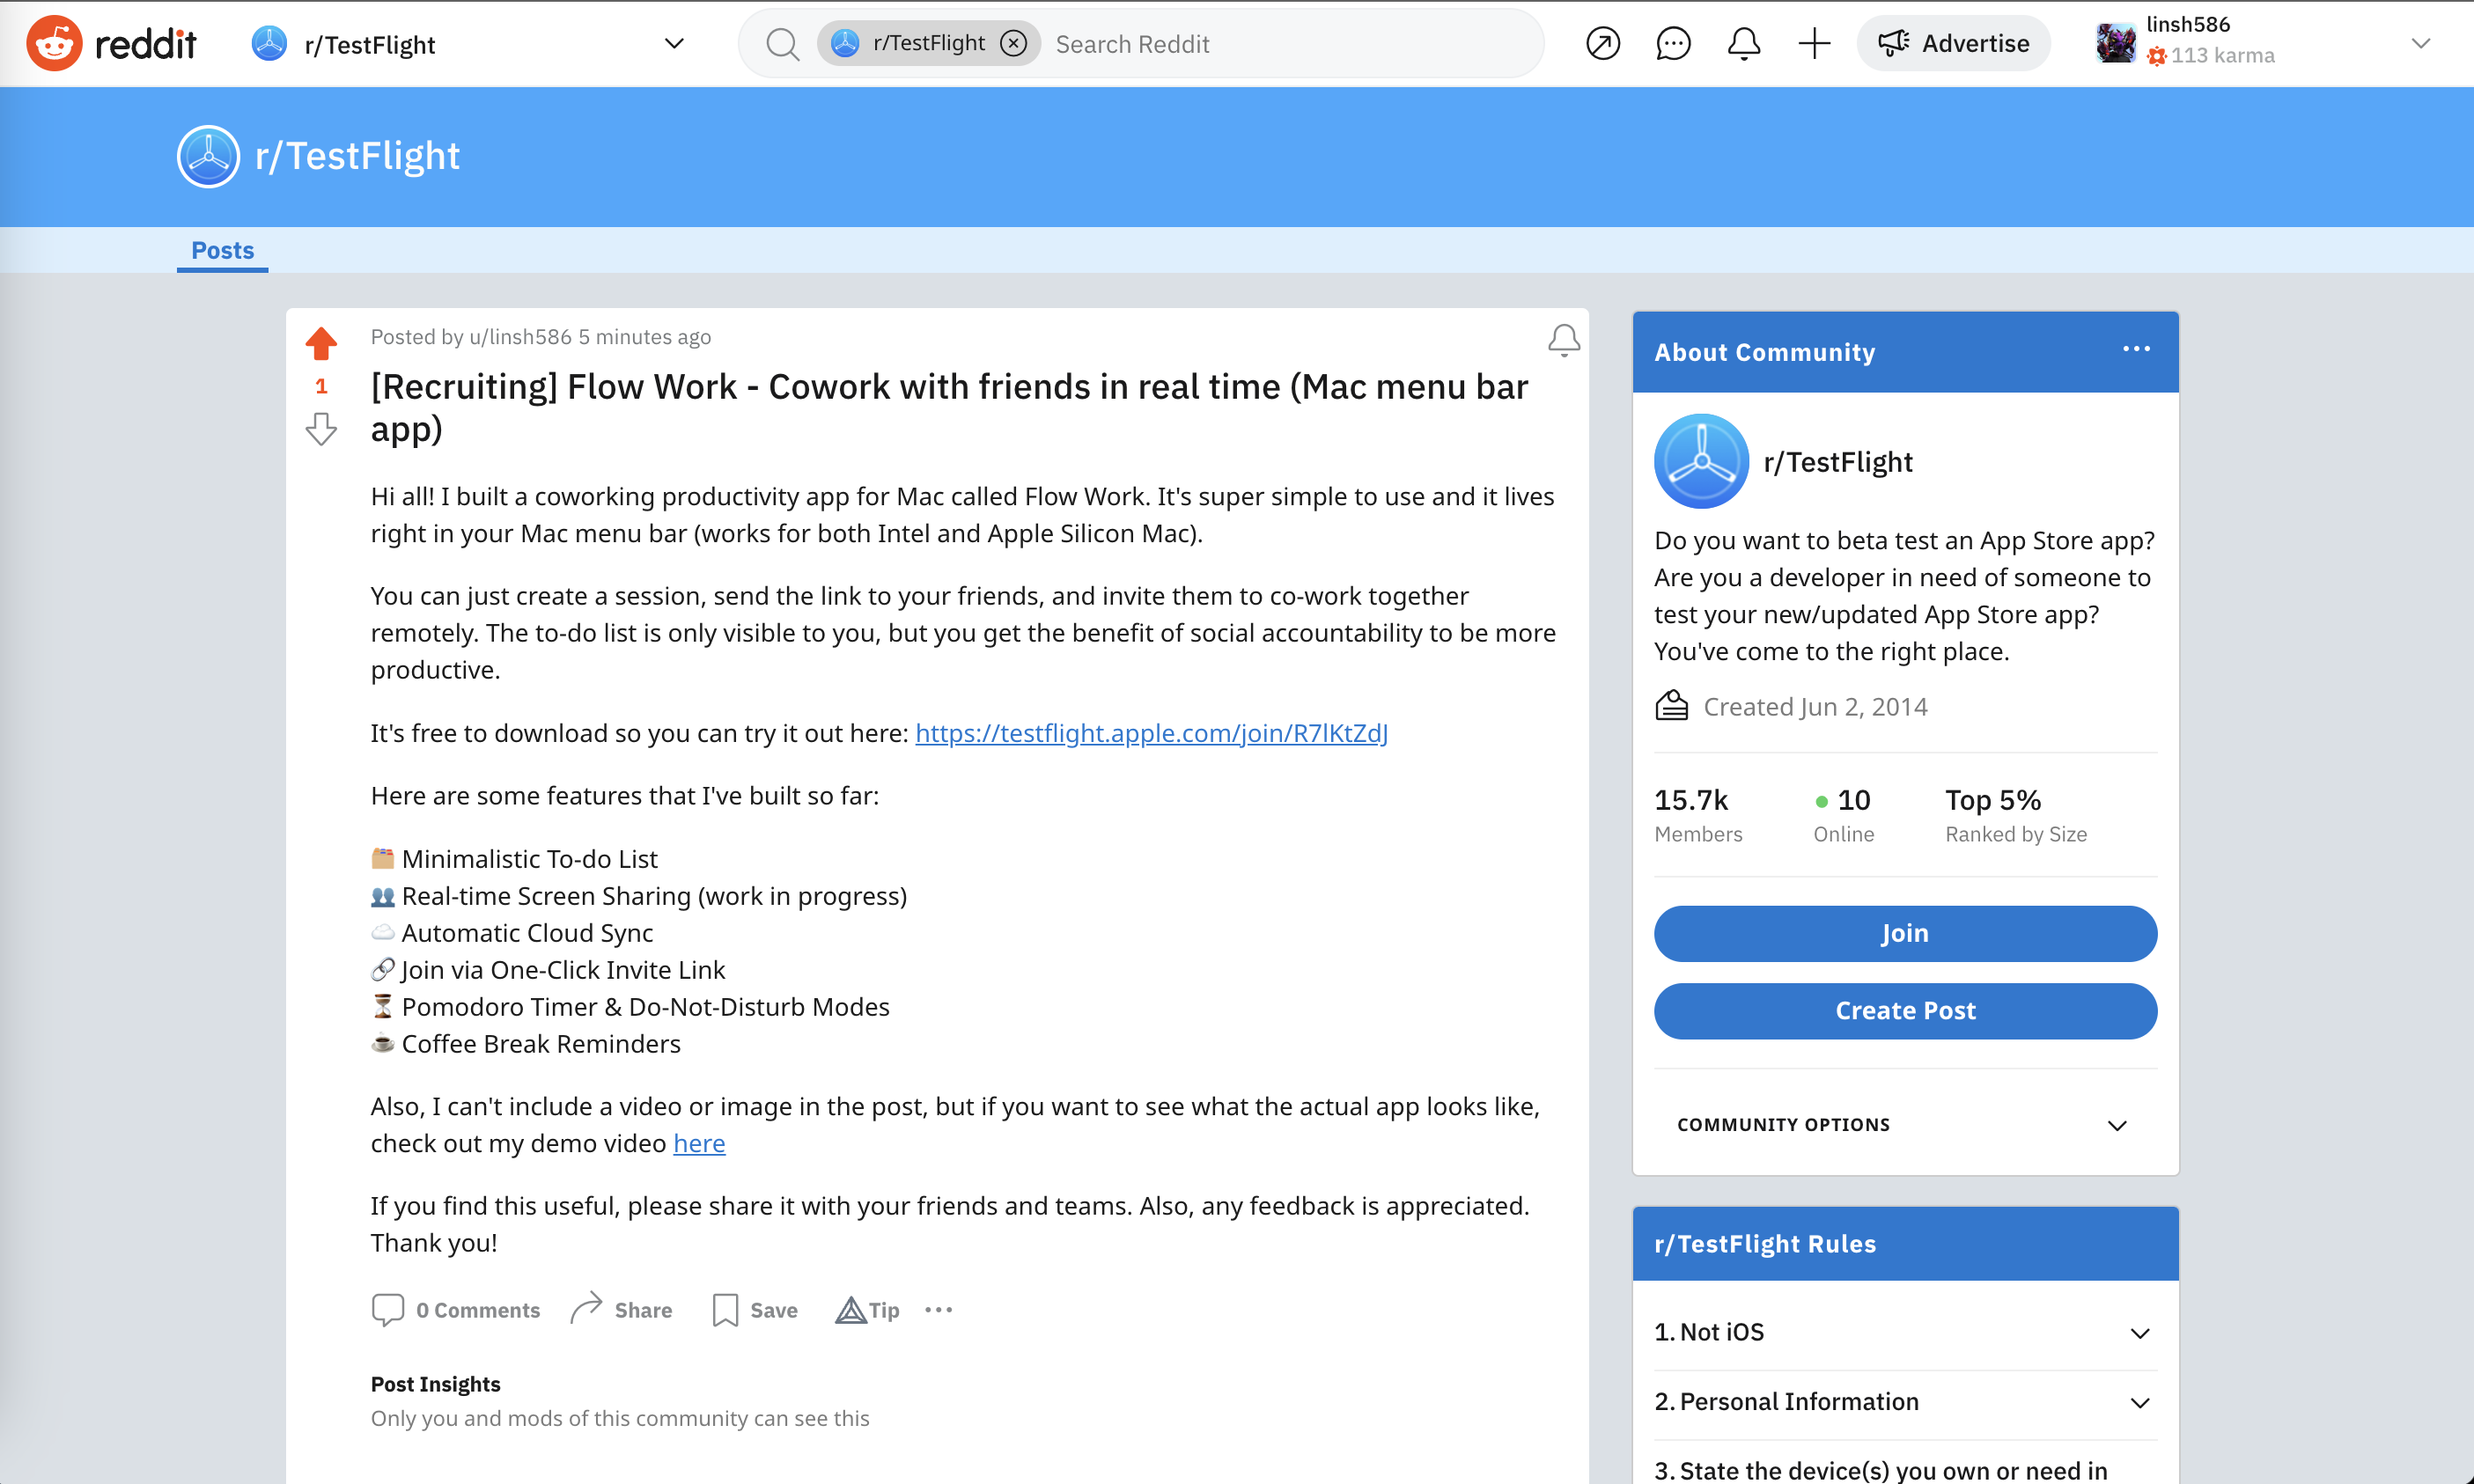 reddit
r/TestFlight
r/TestFlight
Search Reddit
Advertise
linsh586
113 karma
r/TestFlight
Posts
Posted by u/linsh586 5 minutes ago
1
[Recruiting] Flow Work - Cowork with friends in real time (Mac menu bar
app)
Hi all! I built a coworking productivity app for Mac called Flow Work. It's super simple to use and it lives
right in your Mac menu bar (works for both Intel and Apple Silicon Mac).
You can just create a session, send the link to your friends, and invite them to co-work together
remotely. The to-do list is only visible to you, but you get the benefit of social accountability to be more
productive.
It's free to download so you can try it out here: https://testflight.apple.com/join/R7lKtZdJ
Here are some features that I've built so far:
🗂️ Minimalistic To-do List
👥 Real-time Screen Sharing (work in progress)
☁️ Automatic Cloud Sync
🔗 Join via One-Click Invite Link
⏳ Pomodoro Timer & Do-Not-Disturb Modes
☕ Coffee Break Reminders
Also, I can't include a video or image in the post, but if you want to see what the actual app looks like,
check out my demo video here
If you find this useful, please share it with your friends and teams. Also, any feedback is appreciated.
Thank you!
0 Comments
Share
Save
Tip
Post Insights
Only you and mods of this community can see this
About Community
r/TestFlight
Do you want to beta test an App Store app?
Are you a developer in need of someone to
test your new/updated App Store app?
You've come to the right place.
Created Jun 2, 2014
15.7k
Members
10
Online
Top 5%
Ranked by Size
Join
Create Post
COMMUNITY OPTIONS
r/TestFlight Rules
1. Not iOS
2. Personal Information
3. State the device(s) you own or need in